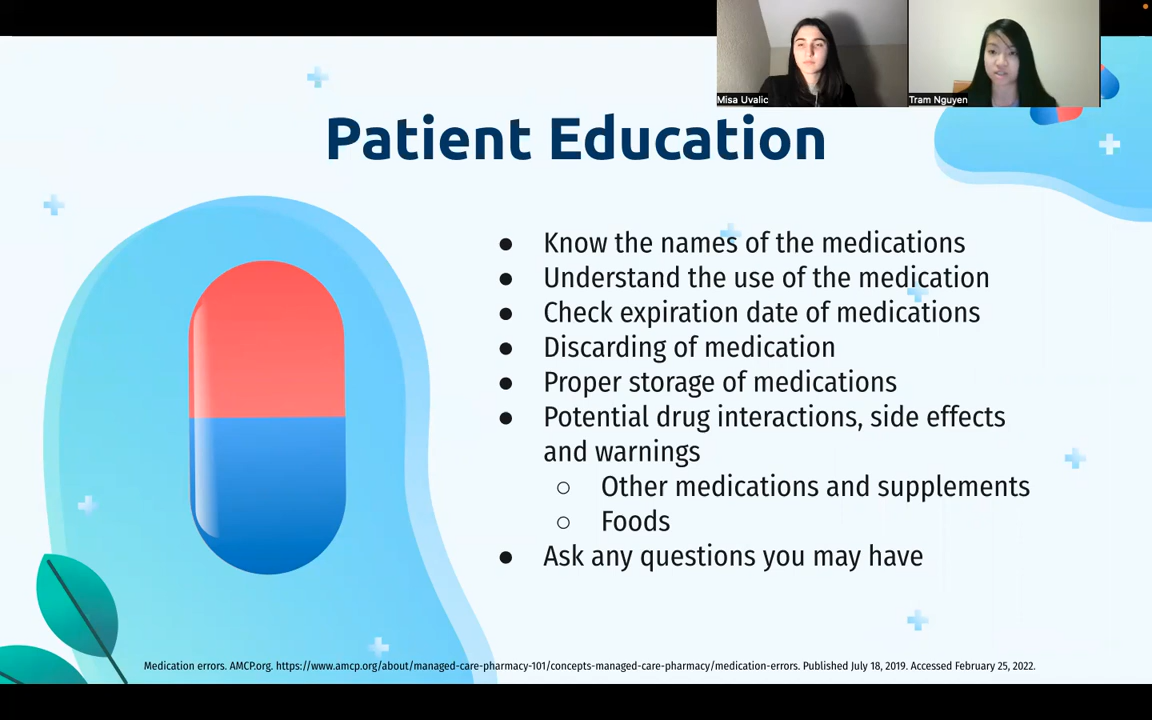 Misa Uvalic
Tram Nguyen
Patient Education
● Know the names of the medications
● Understand the use of the medication
● Check expiration date of medications
● Discarding of medication
● Proper storage of medications
● Potential drug interactions, side effects
and warnings
○ Other medications and supplements
○ Foods
● Ask any questions you may have
Medication errors. AMCP.org. https://www.amcp.org/about/managed-care-pharmacy-101/concepts-managed-care-pharmacy/medication-errors. Published July 18, 2019. Accessed February 25, 2022.